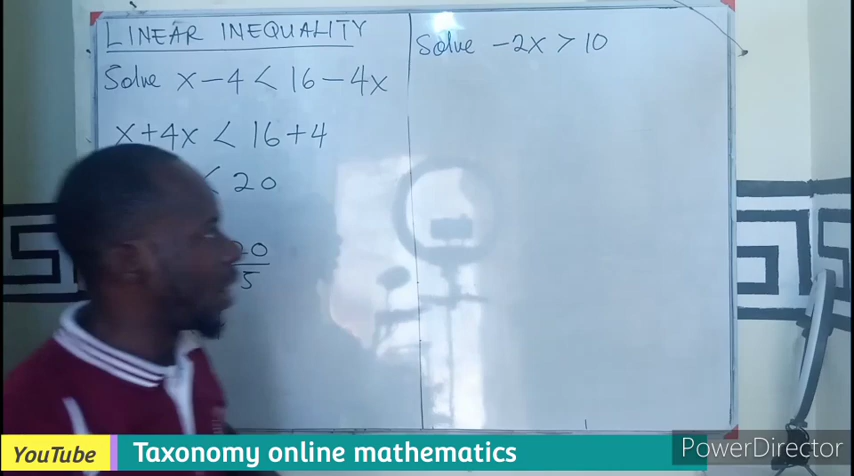 LINEAR INEQUALITY
Solve x - 4 < 16 - 4x
x + 4x < 16 + 4
< 20
20
5
Solve -2x > 10
YouTube Taxonomy online mathematics
PowerDirector